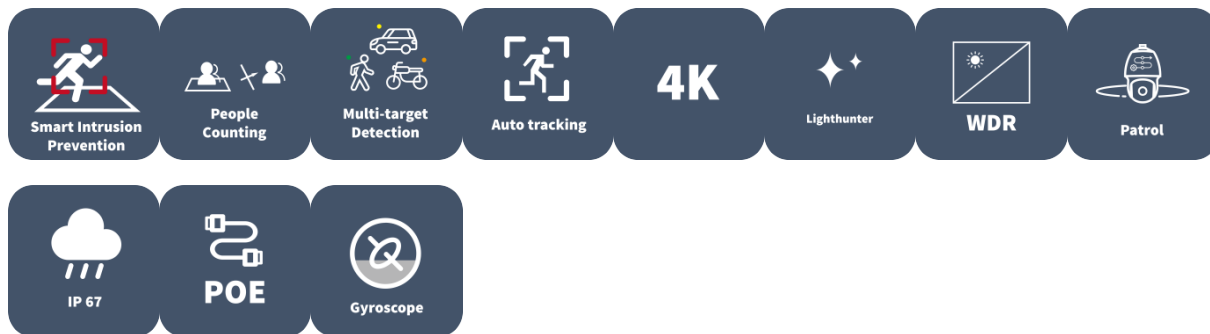 Smart Intrusion
Prevention
People
Counting
Multi-target
Detection
Auto tracking
4K
Lighthunter
WDR
Patrol
IP 67
POE
Gyroscope